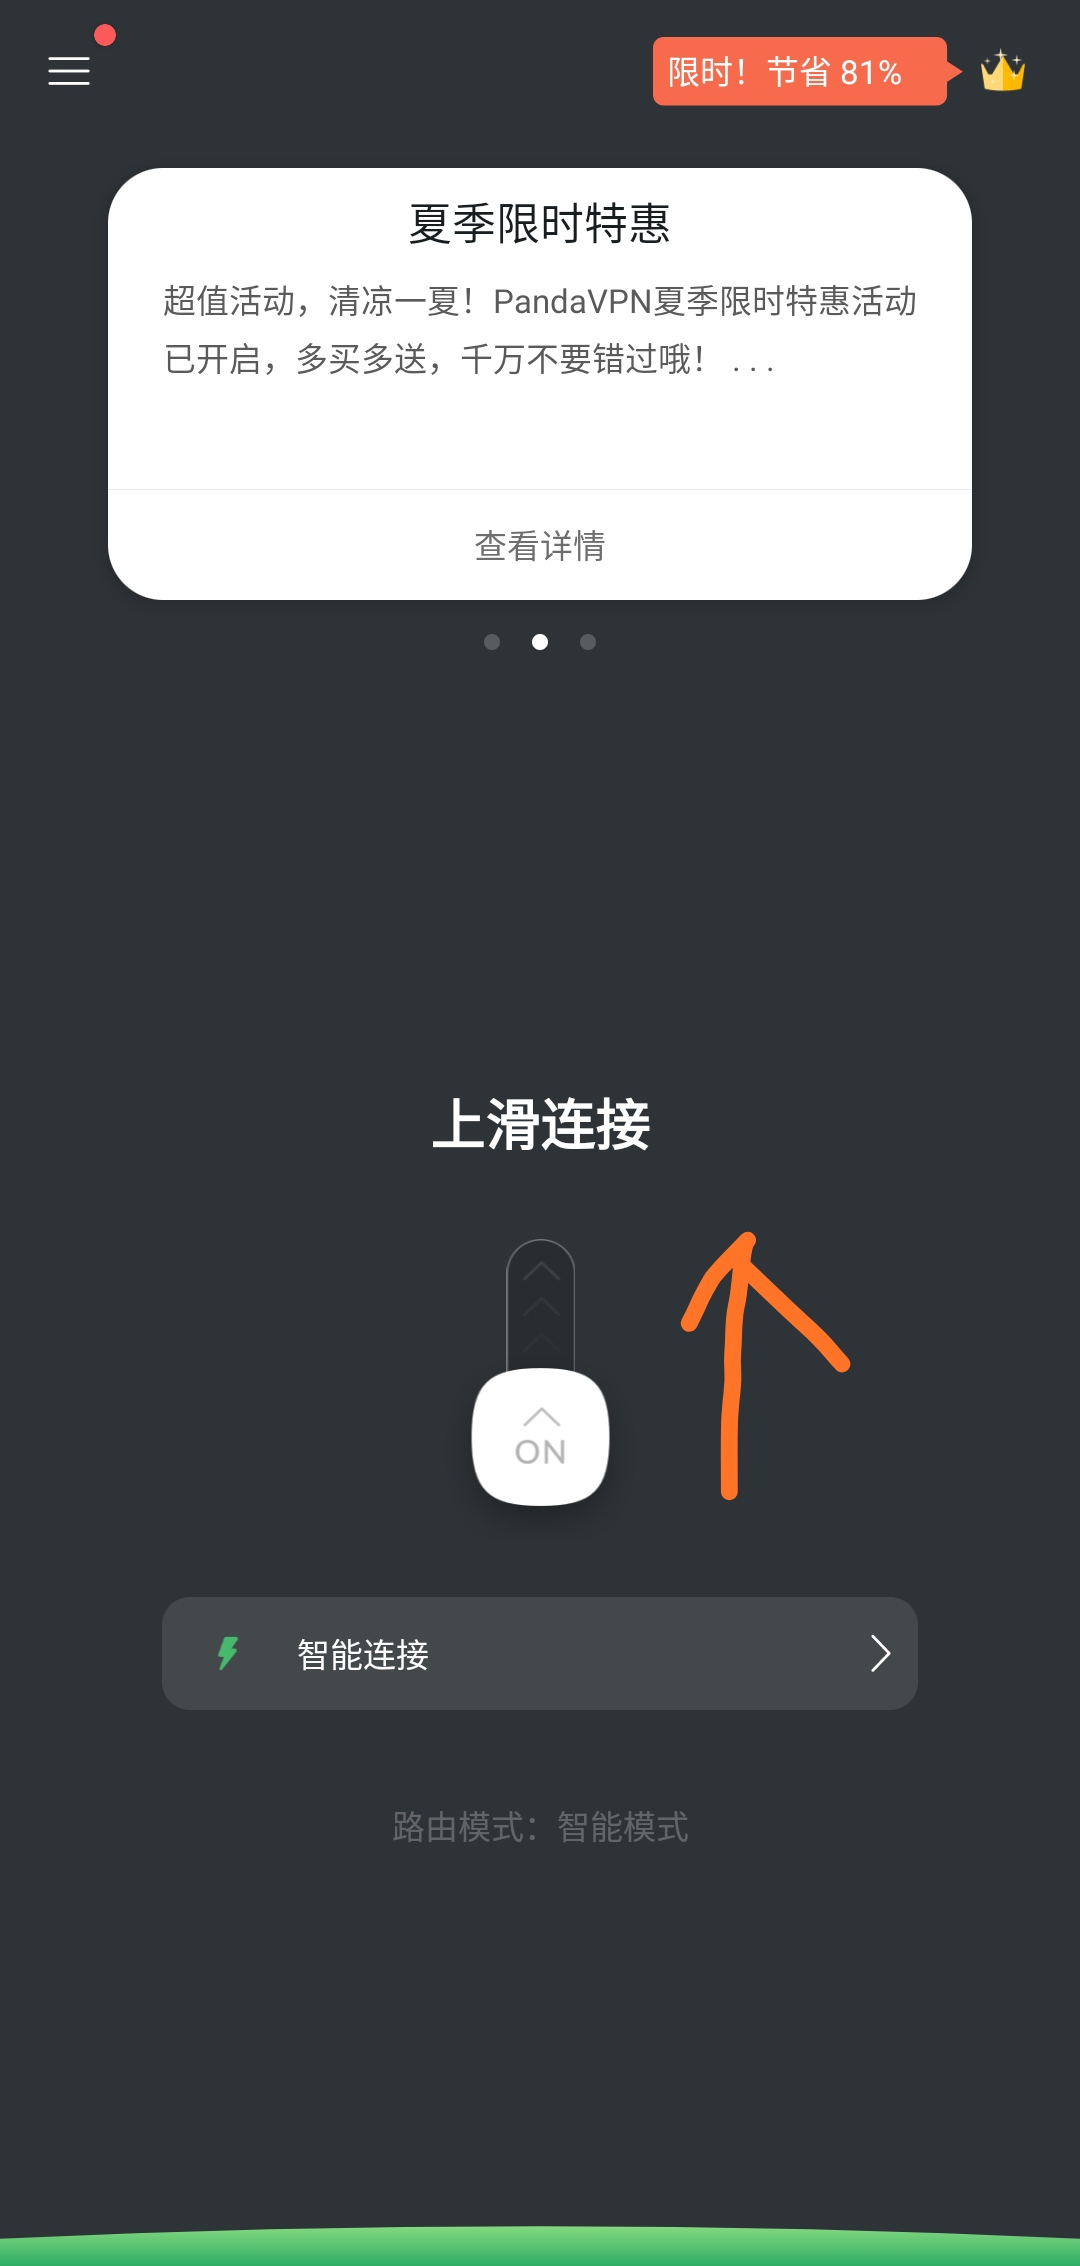 限时！节省 81%
夏季限时特惠
超值活动，清凉一夏！PandaVPN夏季限时特惠活动
已开启，多买多送，千万不要错过哦！ . . .
查看详情
上滑连接
ON
智能连接
路由模式：智能模式